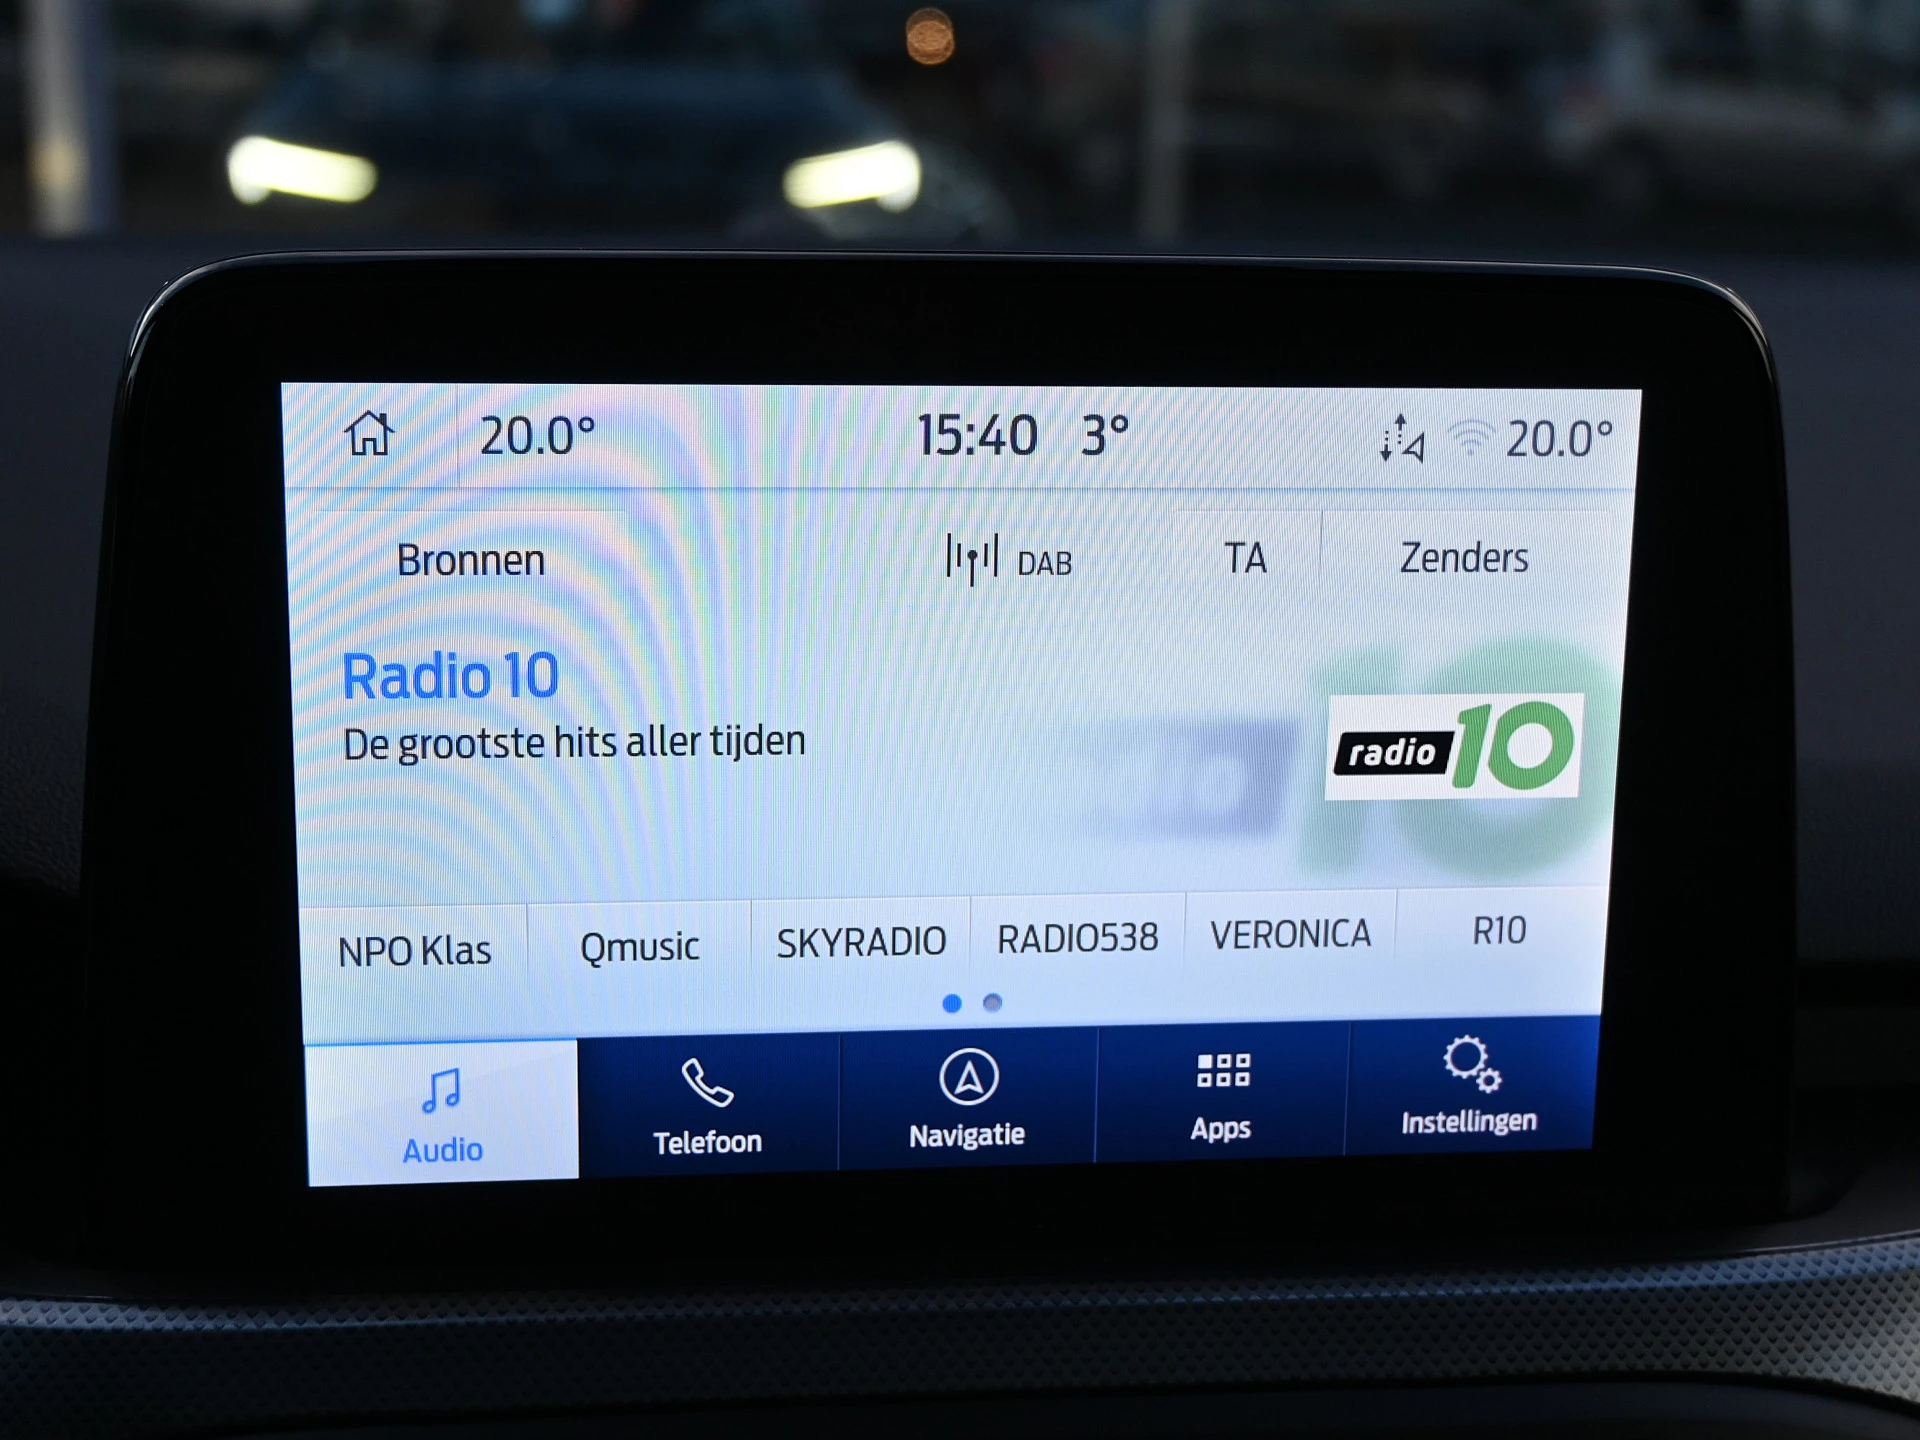 20.0° 15:40 3° 20.0°
Bronnen DAB TA Zenders
Radio 10
De grootste hits aller tijden
radio 10
NPO Klas Qmusic SKYRADIO RADIO538 VERONICA R10
Audio Telefoon Navigatie Apps Instellingen